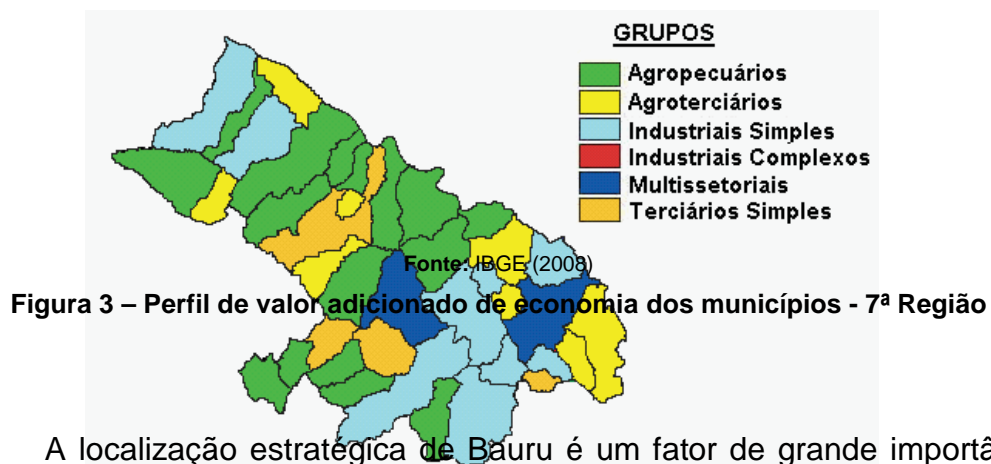 GRUPOS
Agropecuários
Agroterciários
Industriais Simples
Industriais Complexos
Multissetoriais
Terciários Simples
Fonte: IBGE (2008)
Figura 3 – Perfil de valor adicionado de economia dos municípios - 7ª Região
A localização estratégica de Bauru é um fator de grande importâ